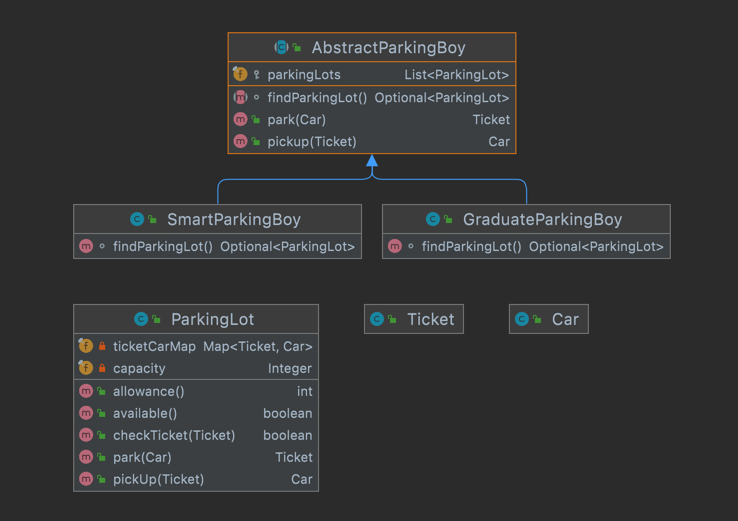 AbstractParkingBoy
parkingLots List<ParkingLot>
findParkingLot() Optional<ParkingLot>
park(Car) Ticket
pickup(Ticket) Car
SmartParkingBoy
findParkingLot() Optional<ParkingLot>
GraduateParkingBoy
findParkingLot() Optional<ParkingLot>
ParkingLot
ticketCarMap Map<Ticket, Car>
capacity Integer
allowance() int
available() boolean
checkTicket(Ticket) boolean
park(Car) Ticket
pickUp(Ticket) Car
Ticket
Car